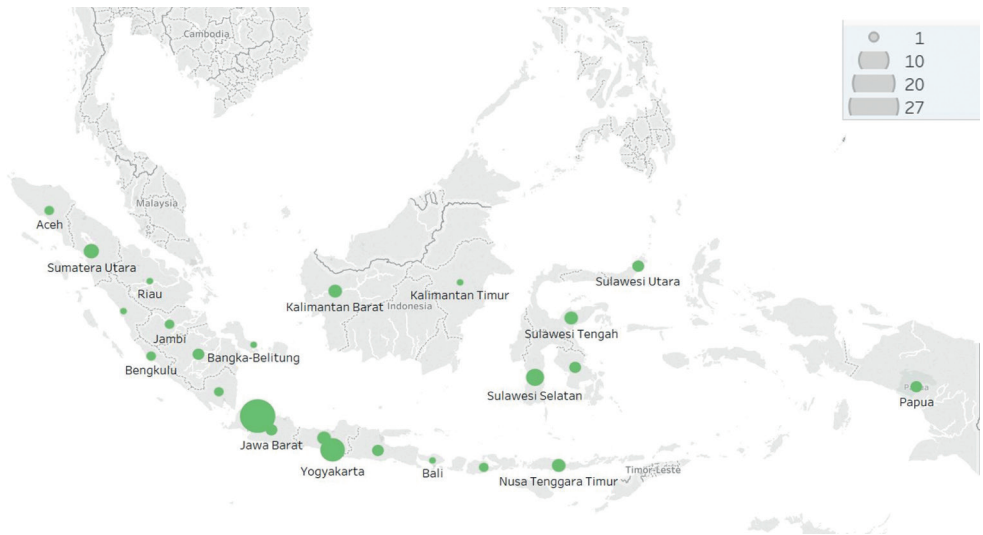 Cambodia
1
10
20
27
Malaysia
Aceh
Sumatera Utara
Riau
Kalimantan Barat
Indonesia
Kalimantan Timur
Sulawesi Utara
Jambi
Bangka-Belitung
Bengkulu
Sulawesi Tengah
Sulawesi Selatan
Papua
Papua
Jawa Barat
Yogyakarta
Bali
Nusa Tenggara Timur
Timor-Leste